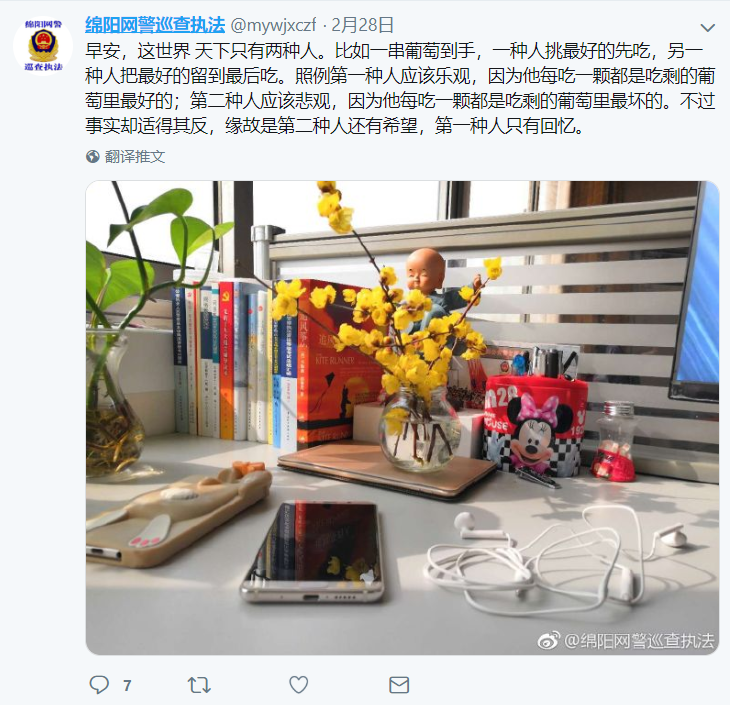 绵阳网警
巡查执法
绵阳网警巡查执法 @mywjxczf · 2月28日
早安，这世界 天下只有两种人。比如一串葡萄到手，一种人挑最好的先吃，另一
种人把最好的留到最后吃。照例第一种人应该乐观，因为他每吃一颗都是吃剩的葡
萄里最好的；第二种人应该悲观，因为他每吃一颗都是吃剩的葡萄里最坏的。不过
事实却适得其反，缘故是第二种人还有希望，第一种人只有回忆。
翻译推文
追风筝的
KITE RUNNER
@绵阳网警巡查执法
7